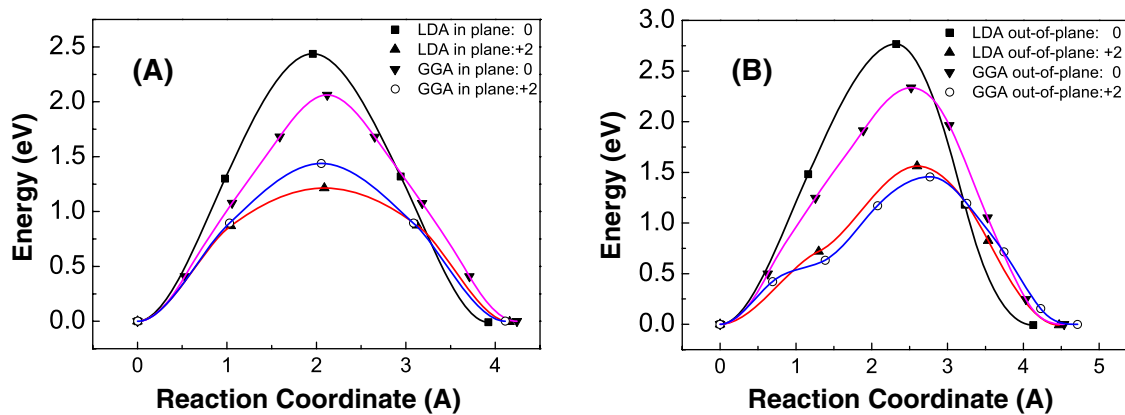 (A)
LDA in plane: 0
LDA in plane:+2
GGA in plane: 0
GGA in plane:+2
Energy (eV)
2.5
2.0
1.5
1.0
0.5
0.0
0 1 2 3 4
Reaction Coordinate (A)
(B)
LDA out-of-plane: 0
LDA out-of-plane: +2
GGA out-of-plane: 0
GGA out-of-plane:+2
Energy (eV)
3.0
2.5
2.0
1.5
1.0
0.5
0.0
0 1 2 3 4 5
Reaction Coordinate (A)